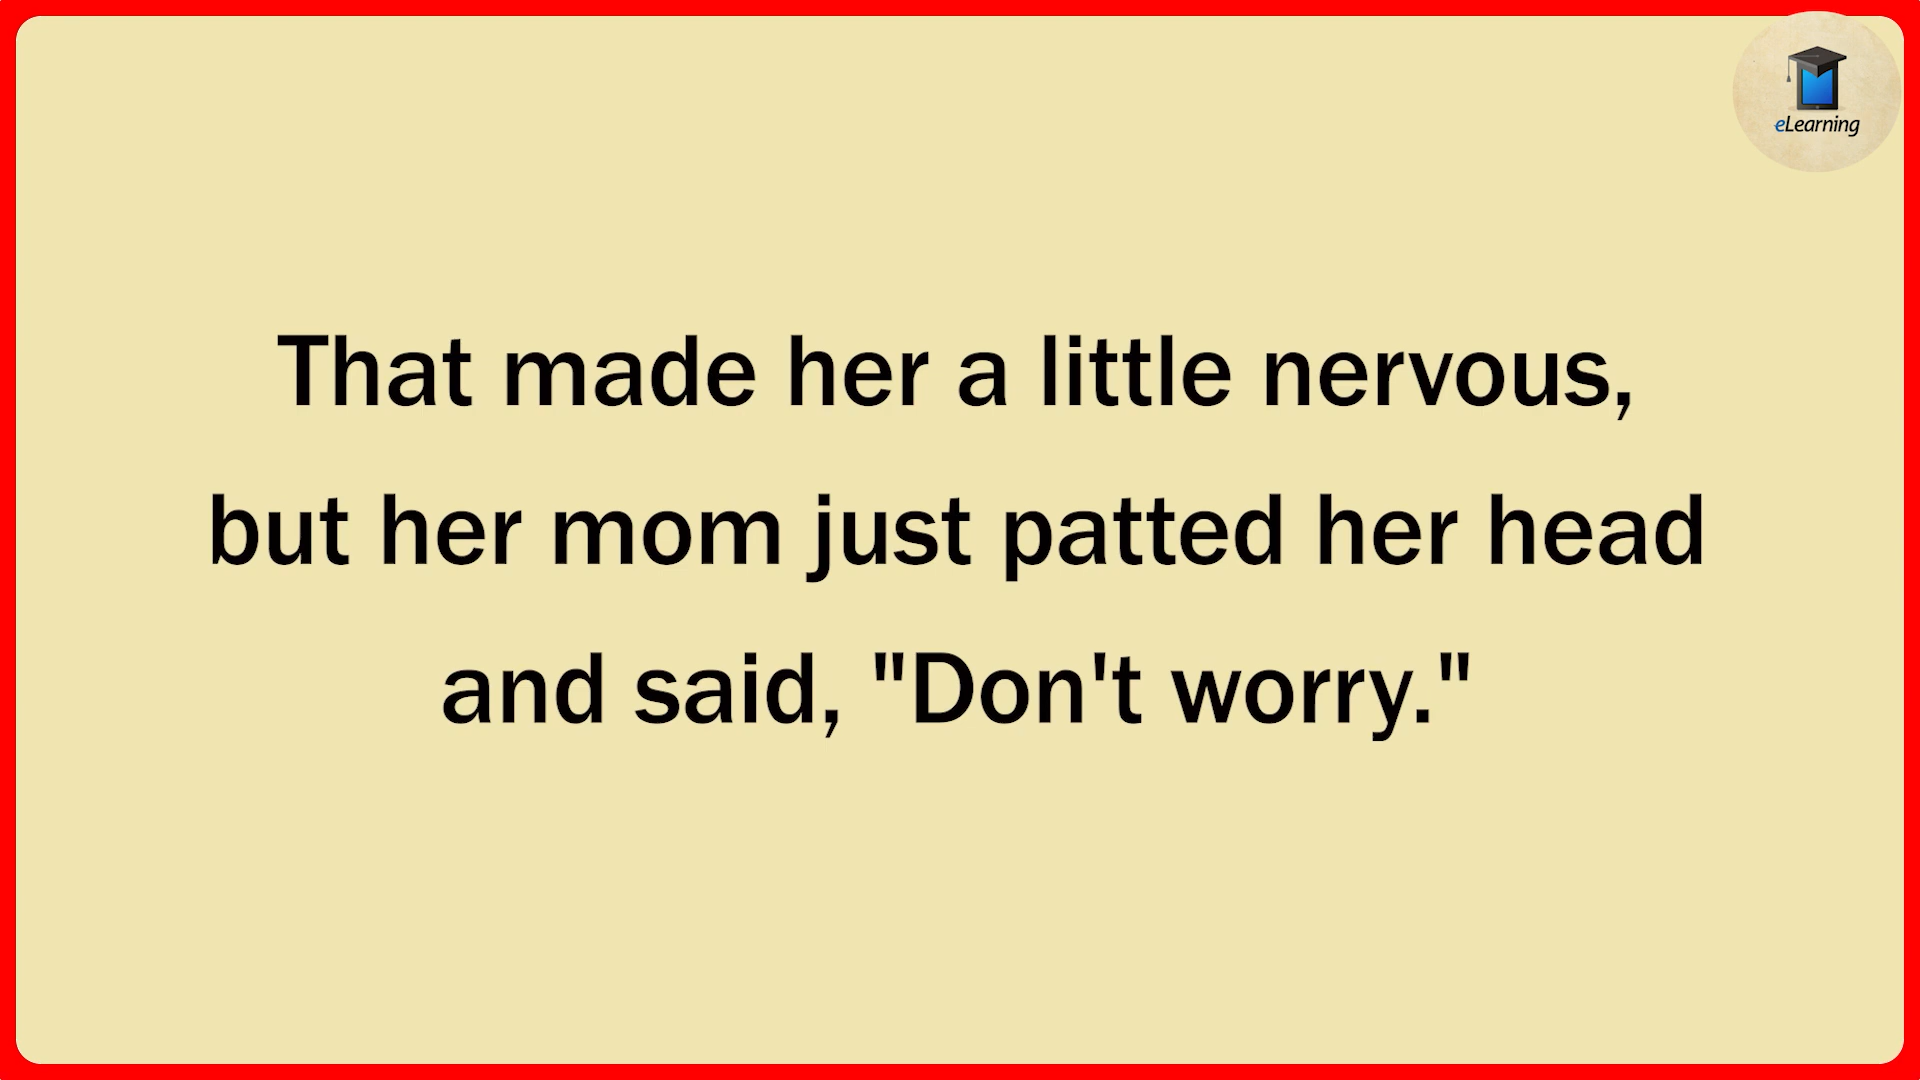 eLearning
That made her a little nervous,
but her mom just patted her head
and said, "Don't worry."